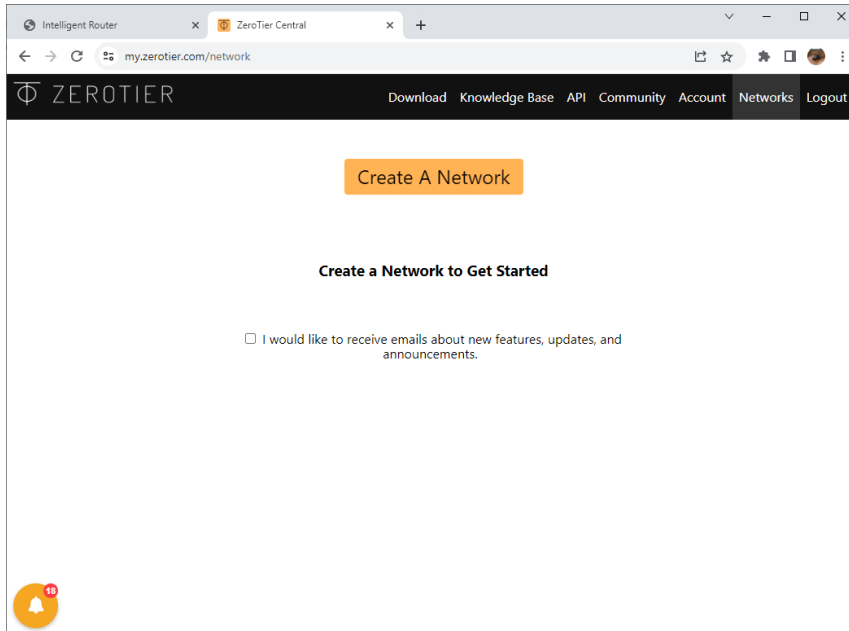 Intelligent Router
ZeroTier Central
my.zerotier.com/network
ZEROTIER
Download Knowledge Base API Community Account Networks Logout
Create A Network
Create a Network to Get Started
I would like to receive emails about new features, updates, and
announcements.
18